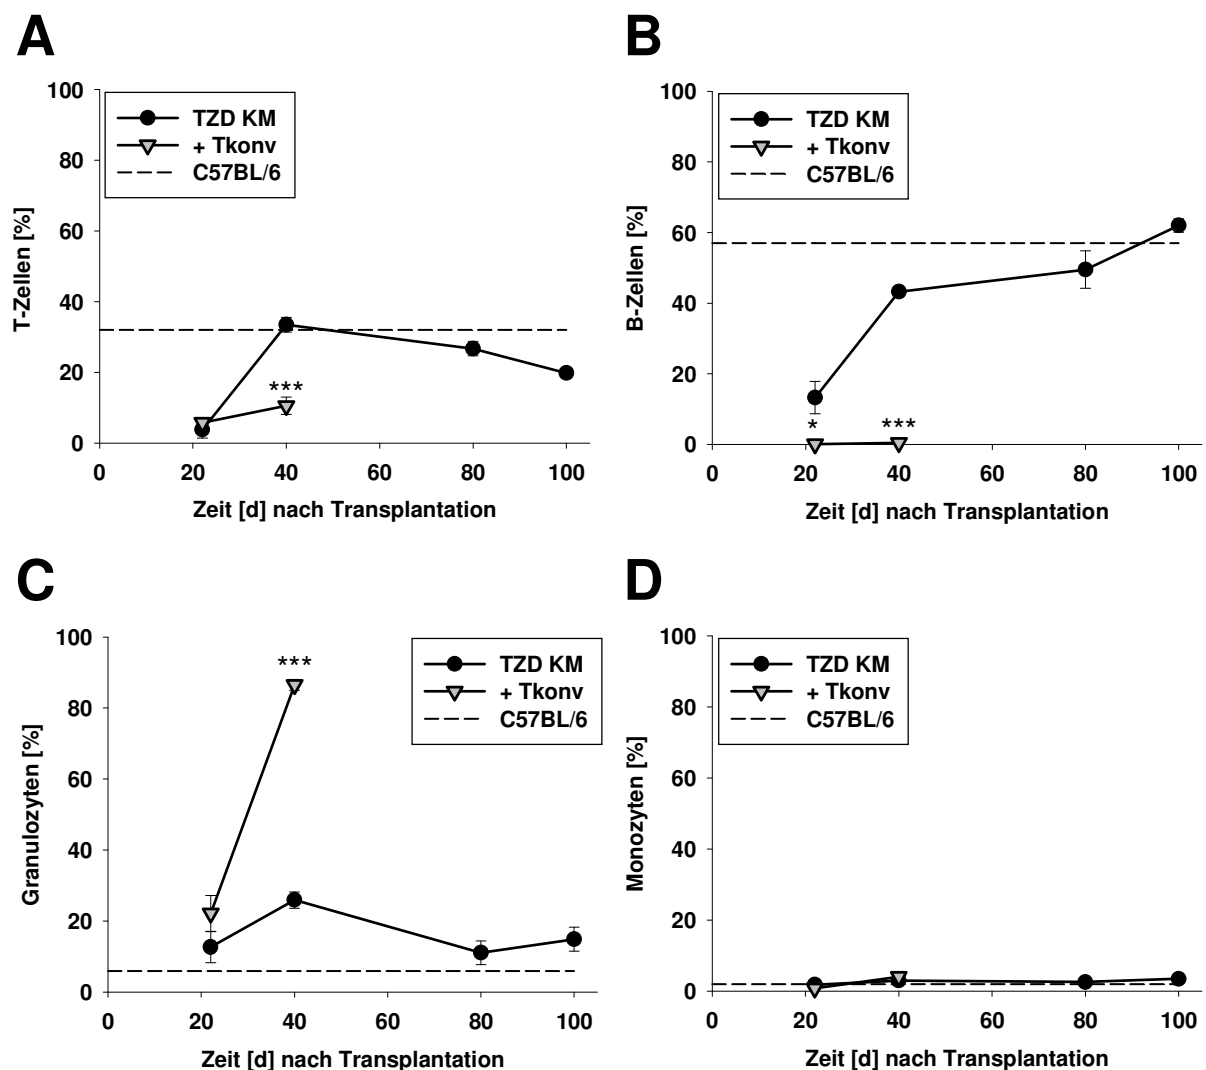 A
100
80
60
40
20
0
T-Zellen [%]
TZD KM
+ Tkonv
C57BL/6
***
0 20 40 60 80 100
Zeit [d] nach Transplantation
B
100
80
60
40
20
0
B-Zellen [%]
TZD KM
+ Tkonv
C57BL/6
* ***
0 20 40 60 80 100
Zeit [d] nach Transplantation
C
100
80
60
40
20
0
Granulozyten [%]
***
TZD KM
+ Tkonv
C57BL/6
0 20 40 60 80 100
Zeit [d] nach Transplantation
D
100
80
60
40
20
0
Monozyten [%]
TZD KM
+ Tkonv
C57BL/6
0 20 40 60 80 100
Zeit [d] nach Transplantation